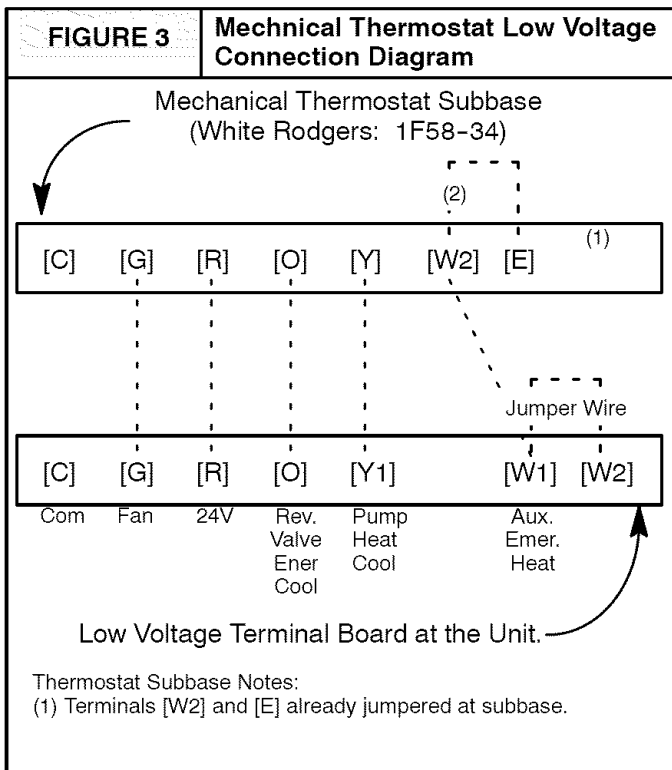 FIGURE 3
Mechnical Thermostat Low Voltage
Connection Diagram
Mechanical Thermostat Subbase
(White Rodgers: 1F58-34)
(2)
(1)
[C] [G] [R] [O] [Y] [W2] [E]
Jumper Wire
[C] [G] [R] [O] [Y1] [W1] [W2]
Com Fan 24V Rev. Pump Aux.
Valve Heat Emer.
Ener Cool Heat
Cool
Low Voltage Terminal Board at the Unit.
Thermostat Subbase Notes:
(1) Terminals [W2] and [E] already jumpered at subbase.